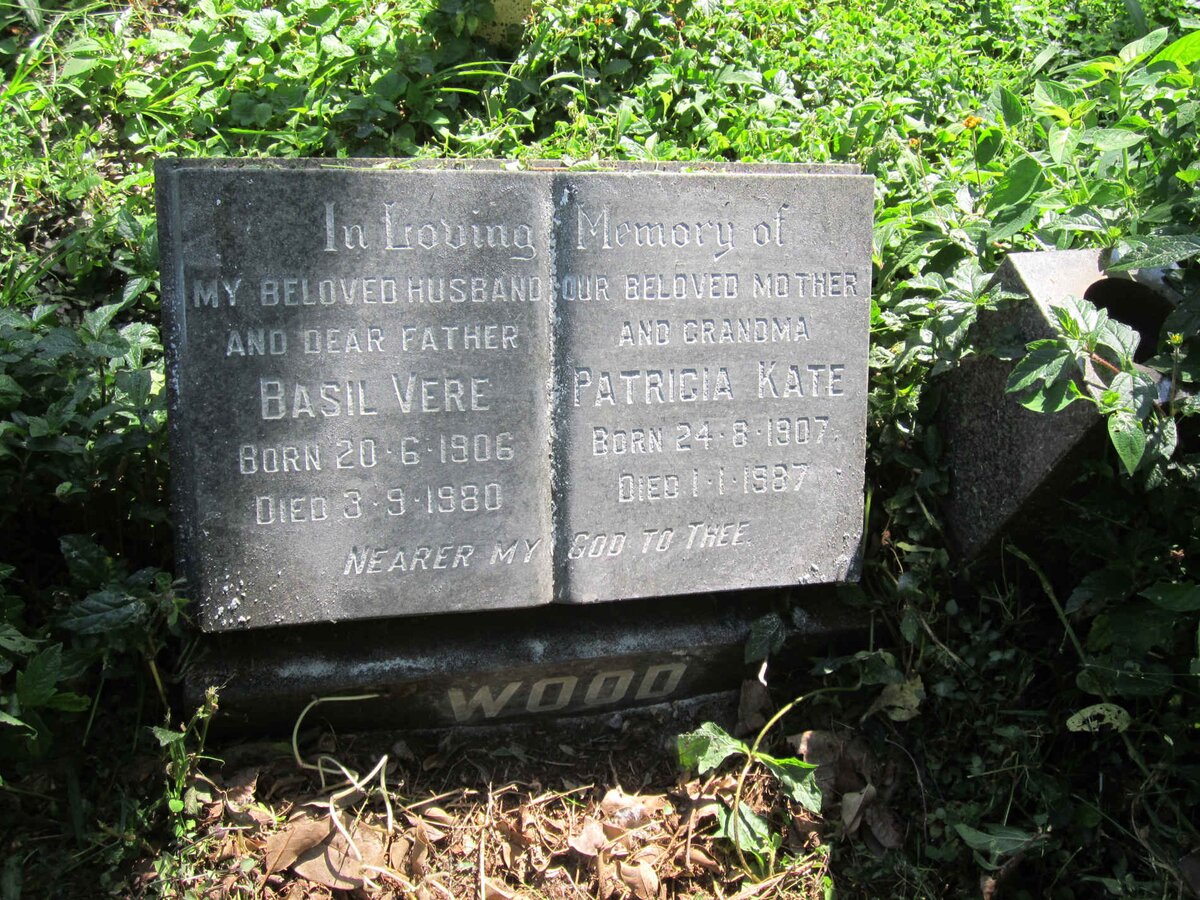 In Loving Memory of
MY BELOVED HUSBAND
AND DEAR FATHER
BASIL VERE
BORN 20·6·1906
DIED 3·9·1980
OUR BELOVED MOTHER
AND GRANDMA
PATRICIA KATE
BORN 24·8·1907
DIED 1·1·1987
NEARER MY GOD TO THEE.
WOOD